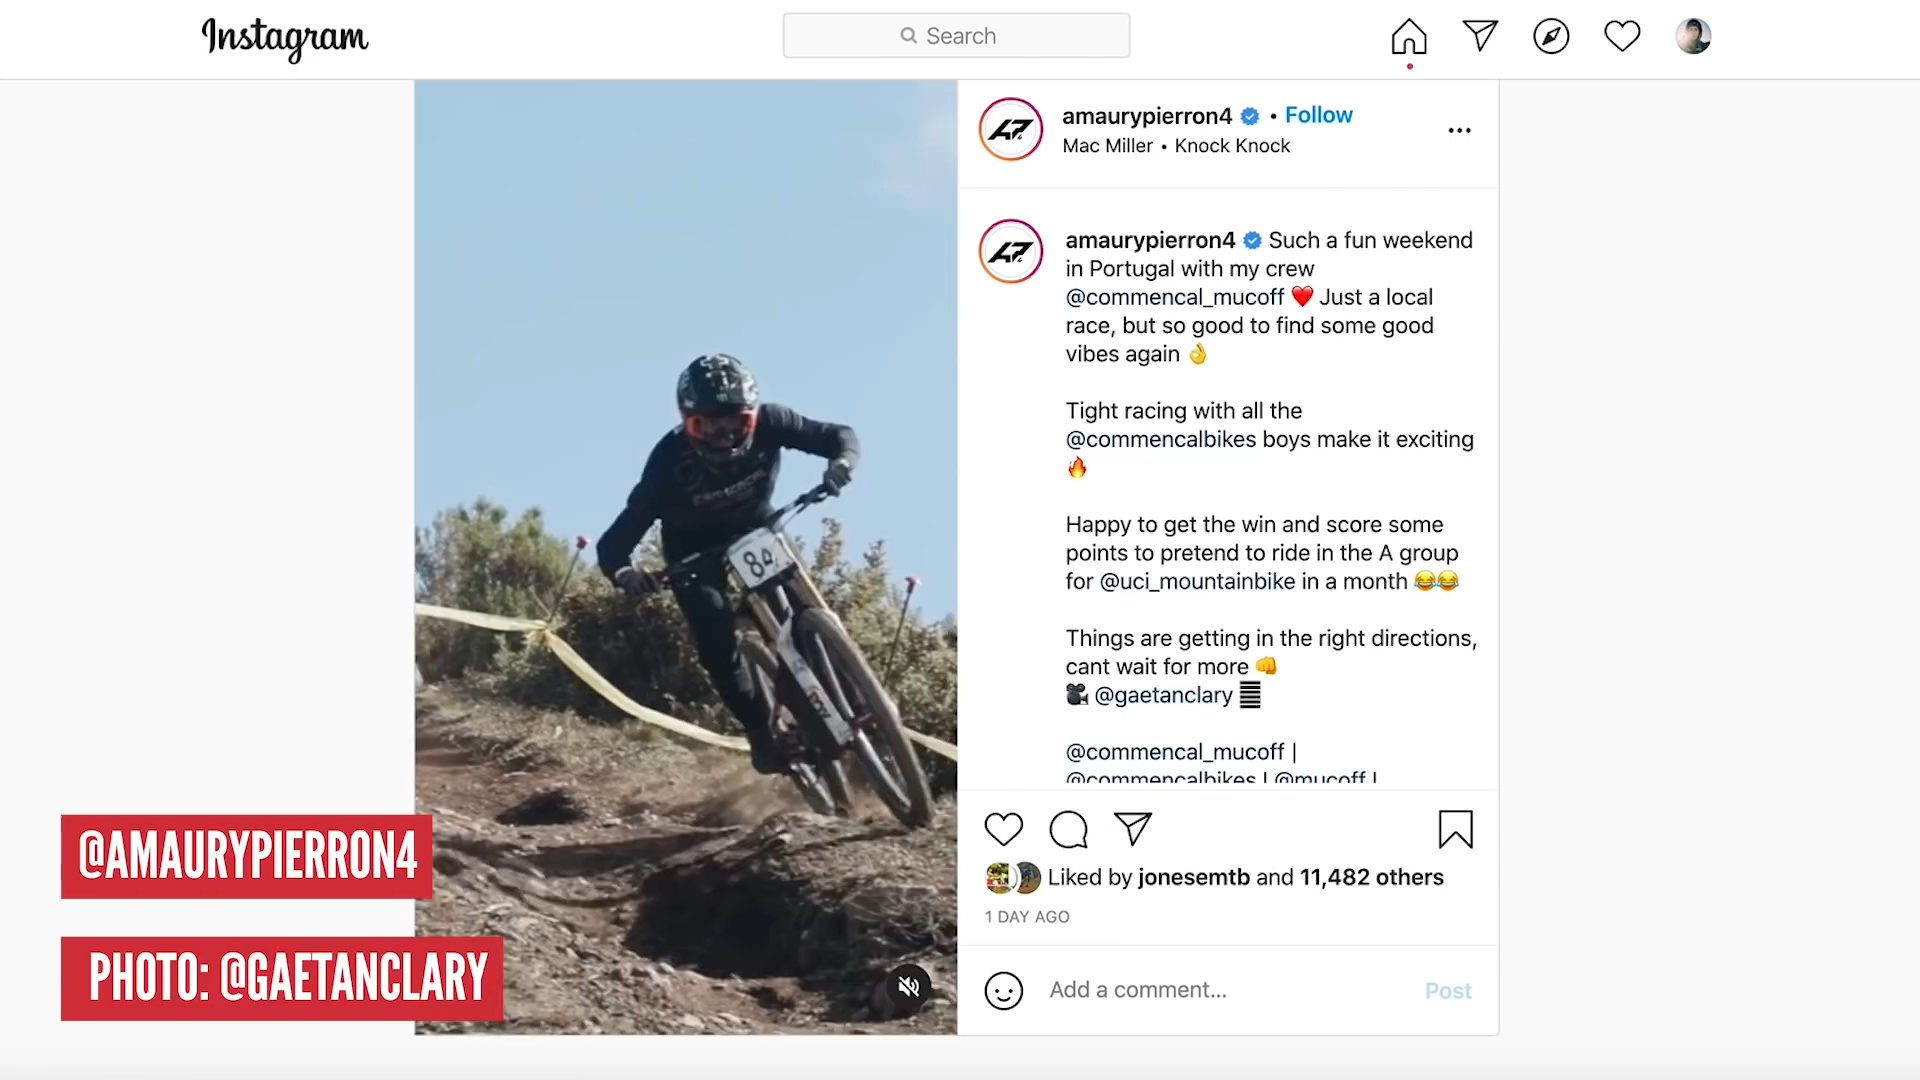 Instagram
Search
amaurypierron4 • Follow
Mac Miller • Knock Knock
amaurypierron4 Such a fun weekend
in Portugal with my crew
@commencal_mucoff ❤️ Just a local
race, but so good to find some good
vibes again 👌
Tight racing with all the
@commencalbikes boys make it exciting
🔥
Happy to get the win and score some
points to pretend to ride in the A group
for @uci_mountainbike in a month 😂😂
Things are getting in the right directions,
cant wait for more 👊
🎥 @gaetanclary
@commencal_mucoff |
@commencalbikes | @mucoff |
Liked by jonesemtb and 11,482 others
1 DAY AGO
Add a comment...
Post
84
@AMAURYPIERRON4
PHOTO: @GAETANCLARY